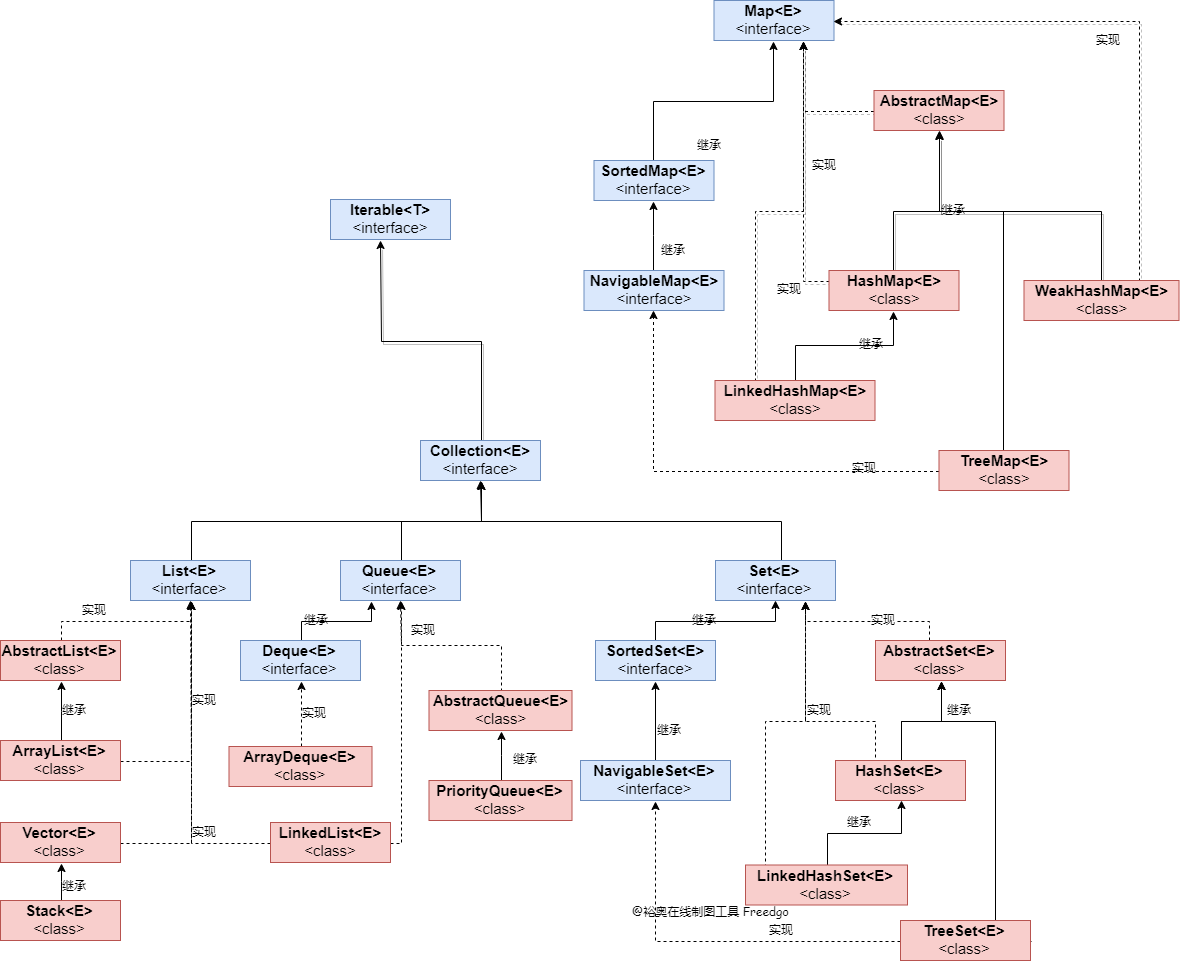 Map<E>
<interface>
实现
AbstractMap<E>
<class>
继承
实现
SortedMap<E>
<interface>
Iterable<T>
<interface>
继承
继承
NavigableMap<E>
<interface>
实现
HashMap<E>
<class>
WeakHashMap<E>
<class>
继承
LinkedHashMap<E>
<class>
Collection<E>
<interface>
实现
TreeMap<E>
<class>
List<E>
<interface>
Queue<E>
<interface>
Set<E>
<interface>
实现
继承
实现
继承
实现
AbstractList<E>
<class>
Deque<E>
<interface>
SortedSet<E>
<interface>
AbstractSet<E>
<class>
实现
AbstractQueue<E>
<class>
继承
实现
实现
继承
继承
ArrayList<E>
<class>
ArrayDeque<E>
<class>
继承
NavigableSet<E>
<interface>
HashSet<E>
<class>
PriorityQueue<E>
<class>
Vector<E>
<class>
实现
LinkedList<E>
<class>
继承
继承
LinkedHashSet<E>
<class>
Stack<E>
<class>
@裕奥在线制图工具 Freedgo
实现
TreeSet<E>
<class>